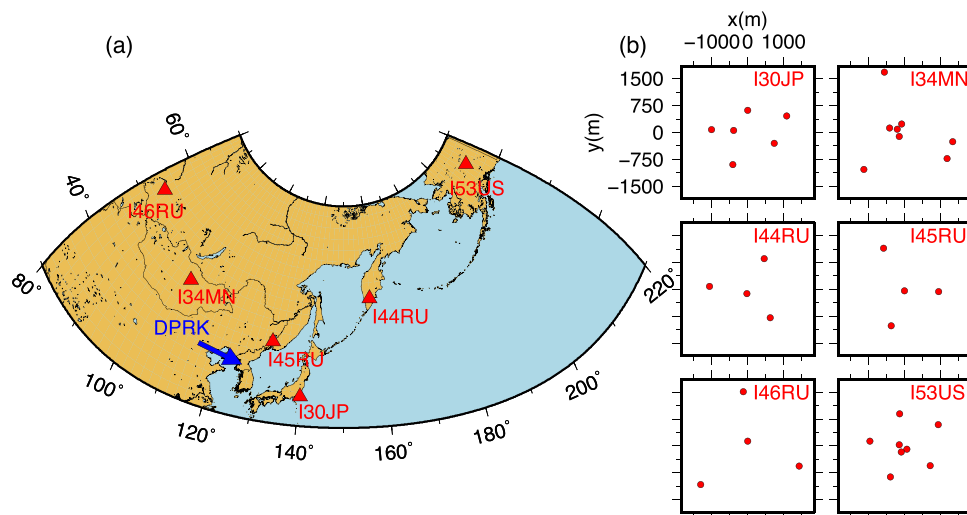 (a)
(b)
x(m)
−1000 0 1000
1500
750
0
−750
−1500
y(m)
I30JP
I34MN
I44RU
I45RU
I46RU
I53US
60°
40°
80°
100°
120°
140°
160°
180°
200°
220°
I46RU
I53US
I34MN
DPRK
I44RU
I45RU
I30JP